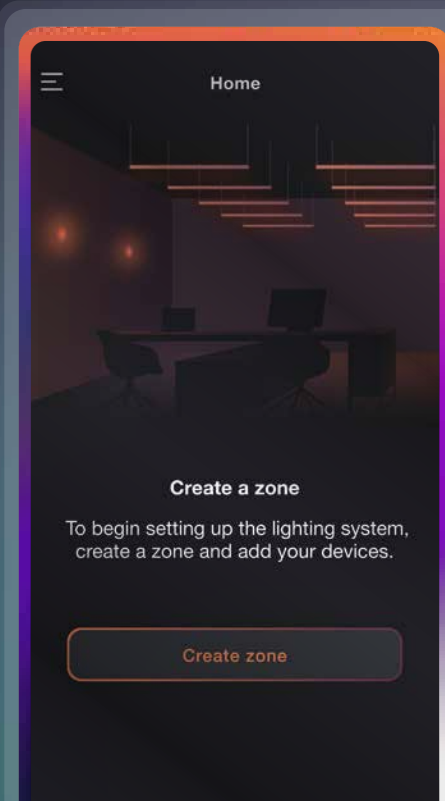 Home
Create a zone
To begin setting up the lighting system,
create a zone and add your devices.
Create zone